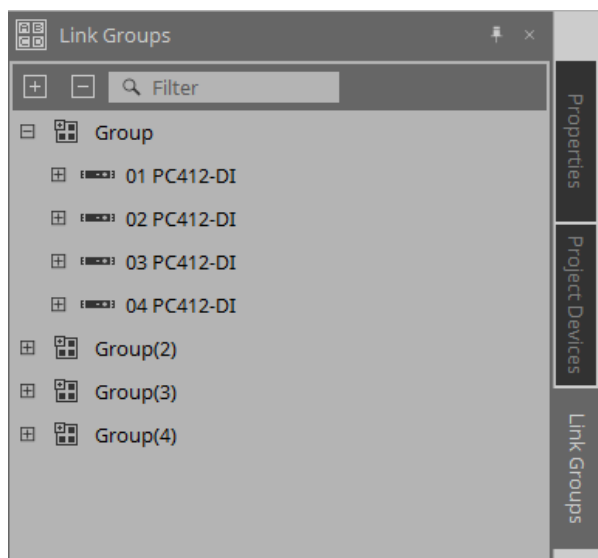 Link Groups
Filter
Group
01 PC412-DI
02 PC412-DI
03 PC412-DI
04 PC412-DI
Group(2)
Group(3)
Group(4)
Properties
Project Devices
Link Groups